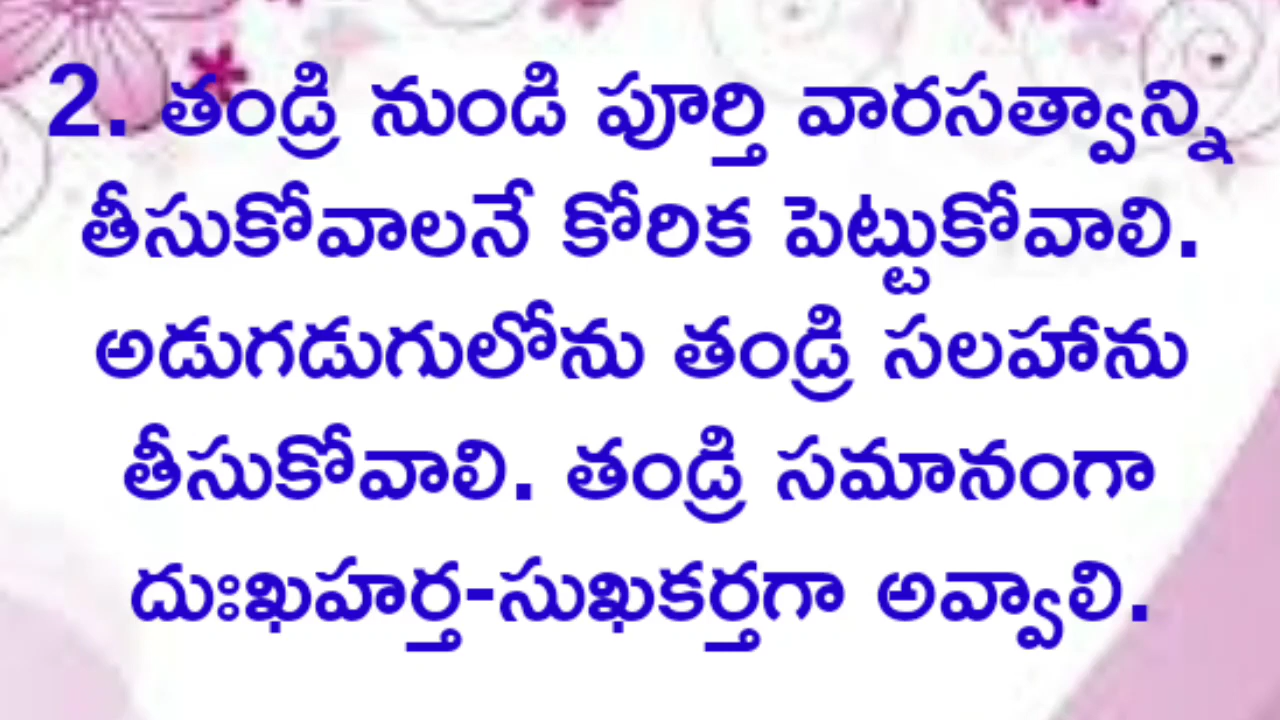 2. తండ్రి నుండి పూర్తి వారసత్వాన్ని
తీసుకోవాలనే కోరిక పెట్టుకోవాలి.
అడుగడుగులోను తండ్రి సలహాను
తీసుకోవాలి. తండ్రి సమానంగా
దుఃఖహర్త-సుఖకర్తగా అవ్వాలి.